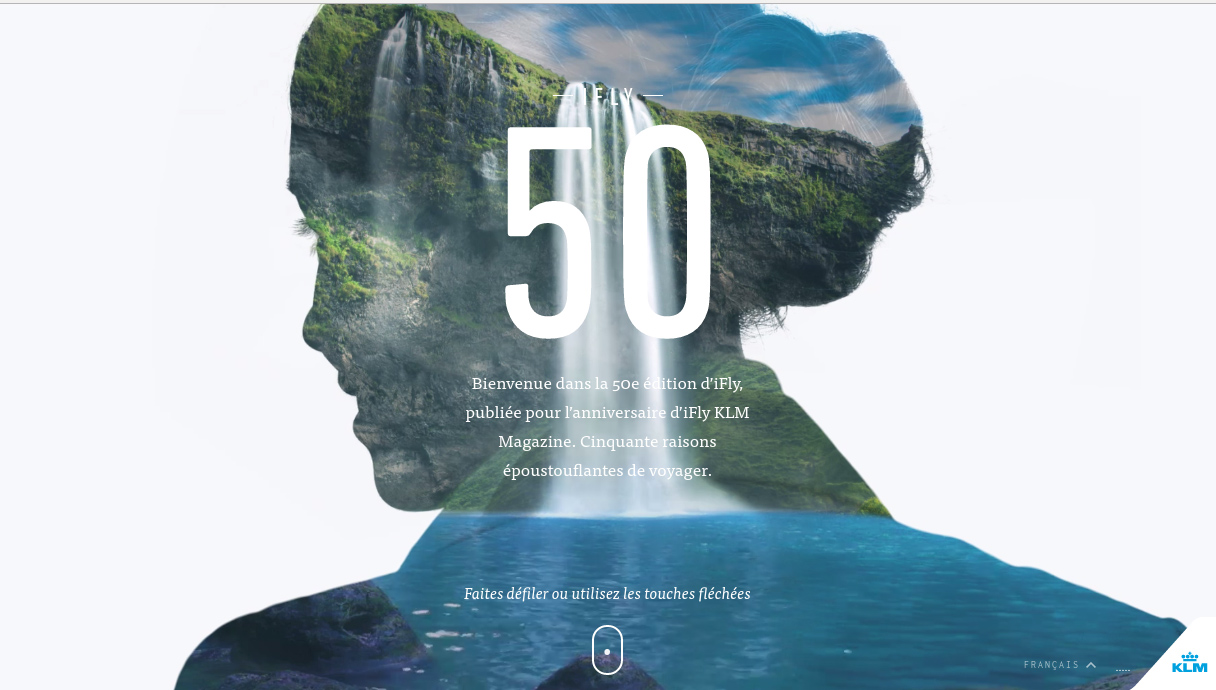 IFLY
50
Bienvenue dans la 50e édition d'iFly,
publiée pour l'anniversaire d'iFly KLM
Magazine. Cinquante raisons
époustouflantes de voyager.
Faites défiler ou utilisez les touches fléchées
FRANÇAIS
KLM